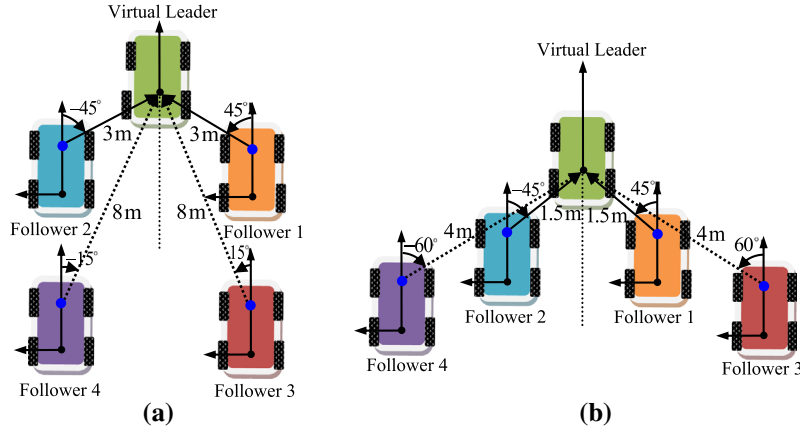 Virtual Leader
−45°
45°
3m
3m
Follower 2
Follower 1
8m
8m
−15°
15°
Follower 4
Follower 3
(a)
Virtual Leader
−45°
45°
1.5m
1.5m
4m
4m
−60°
60°
Follower 2
Follower 1
Follower 4
Follower 3
(b)